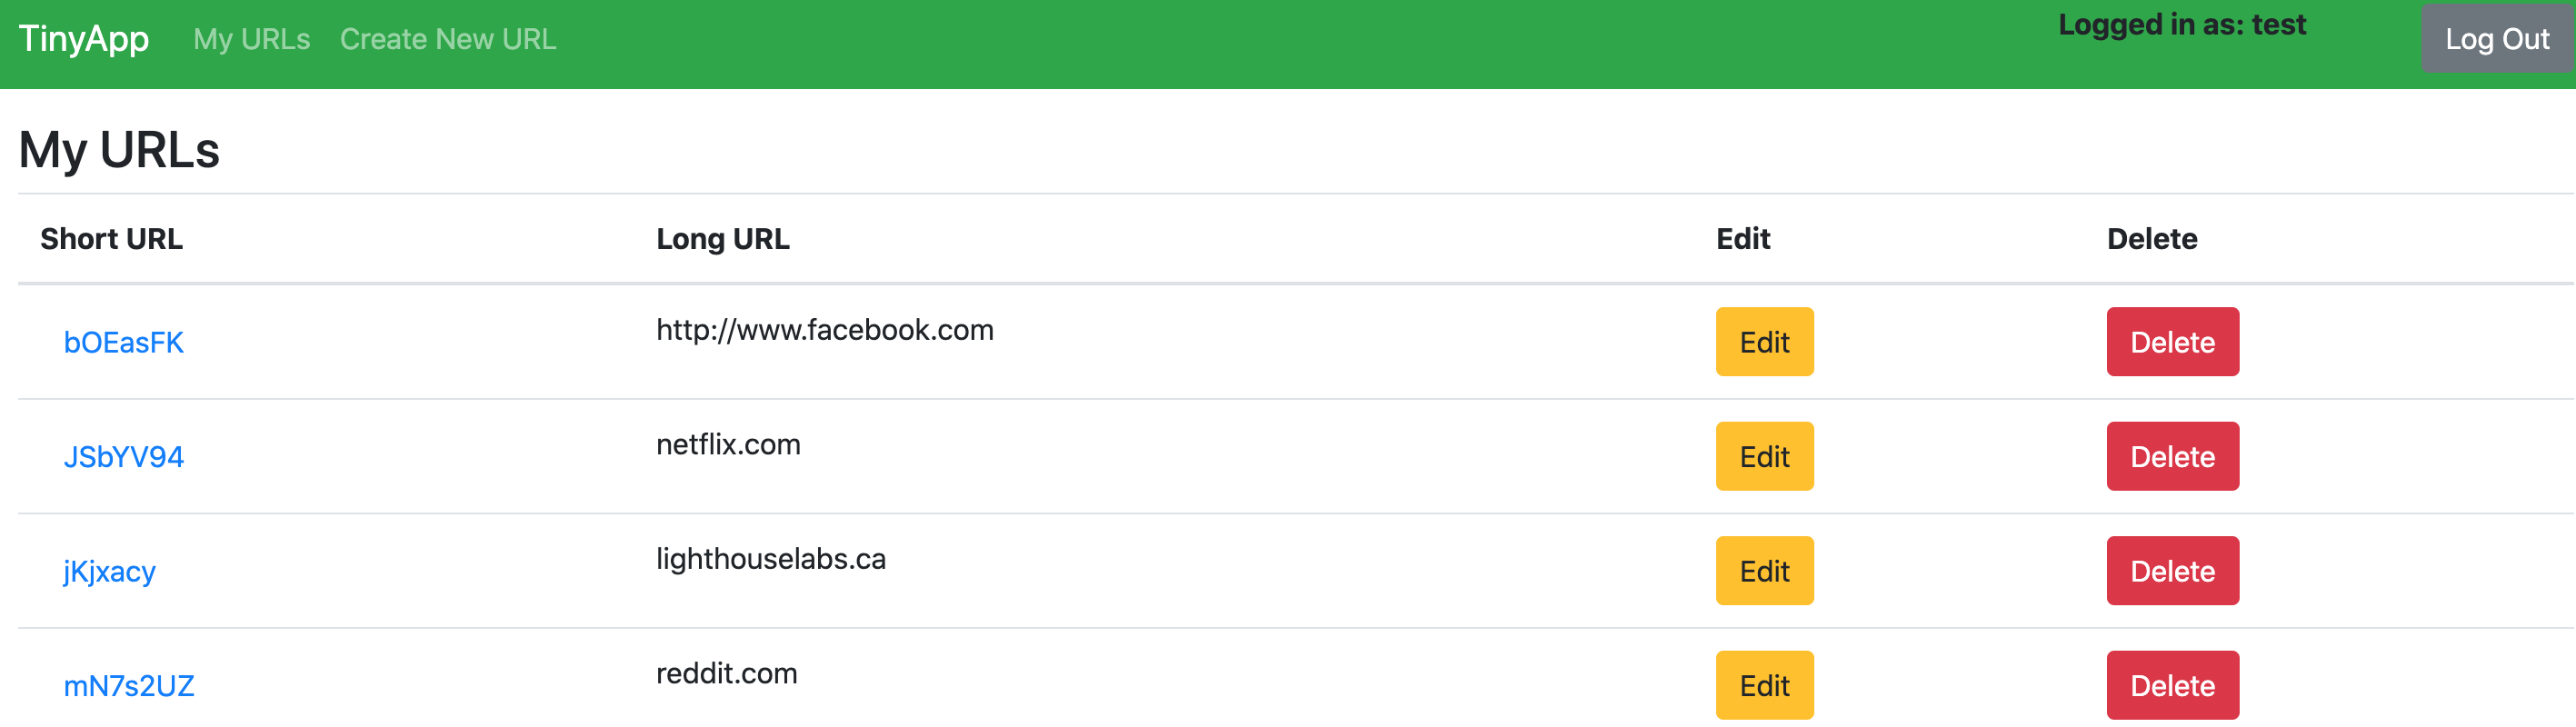 TinyApp My URLs Create New URL Logged in as: test Log Out
My URLs
Short URL Long URL Edit Delete
bOEasFK http://www.facebook.com Edit Delete
JSbYV94 netflix.com Edit Delete
jKjxacy lighthouselabs.ca Edit Delete
mN7s2UZ reddit.com Edit Delete